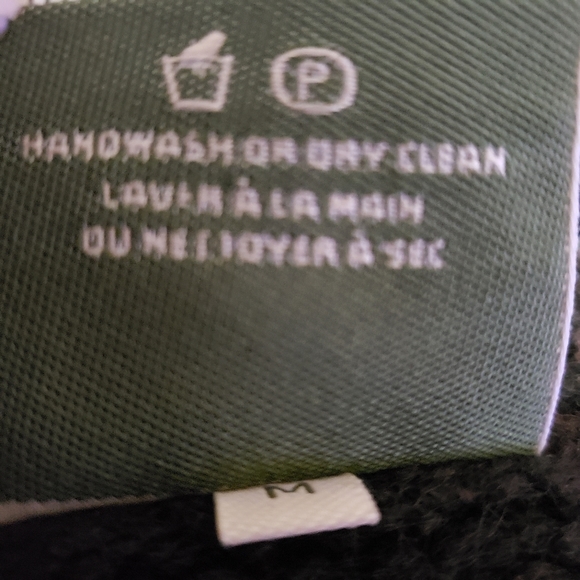 P
HANDWASH OR DRY CLEAN
LAVER À LA MAIN
OU NETTOYER À SEC
M